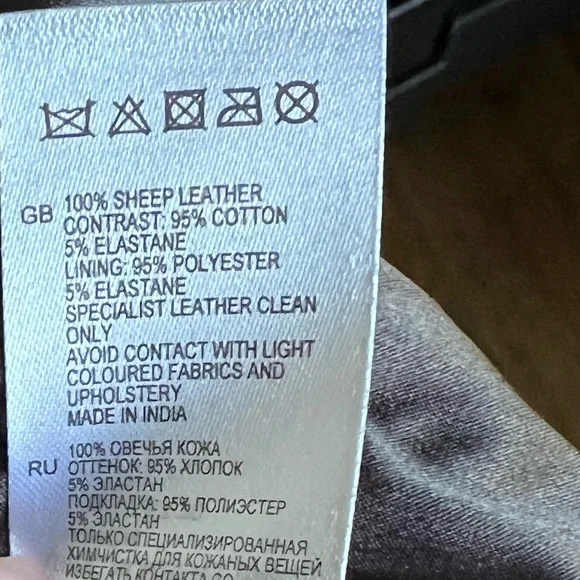 GB 100% SHEEP LEATHER
CONTRAST: 95% COTTON
5% ELASTANE
LINING: 95% POLYESTER
5% ELASTANE
SPECIALIST LEATHER CLEAN
ONLY
AVOID CONTACT WITH LIGHT
COLOURED FABRICS AND
UPHOLSTERY
MADE IN INDIA
RU 100% ОВЕЧЬЯ КОЖА
ОТТЕНОК: 95% ХЛОПОК
5% ЭЛАСТАН
ПОДКЛАДКА: 95% ПОЛИЭСТЕР
5% ЭЛАСТАН
ТОЛЬКО СПЕЦИАЛИЗИРОВАННАЯ
ХИМЧИСТКА ДЛЯ КОЖАНЫХ ВЕЩЕЙ
ИЗБЕГАТЬ КОНТАКТА